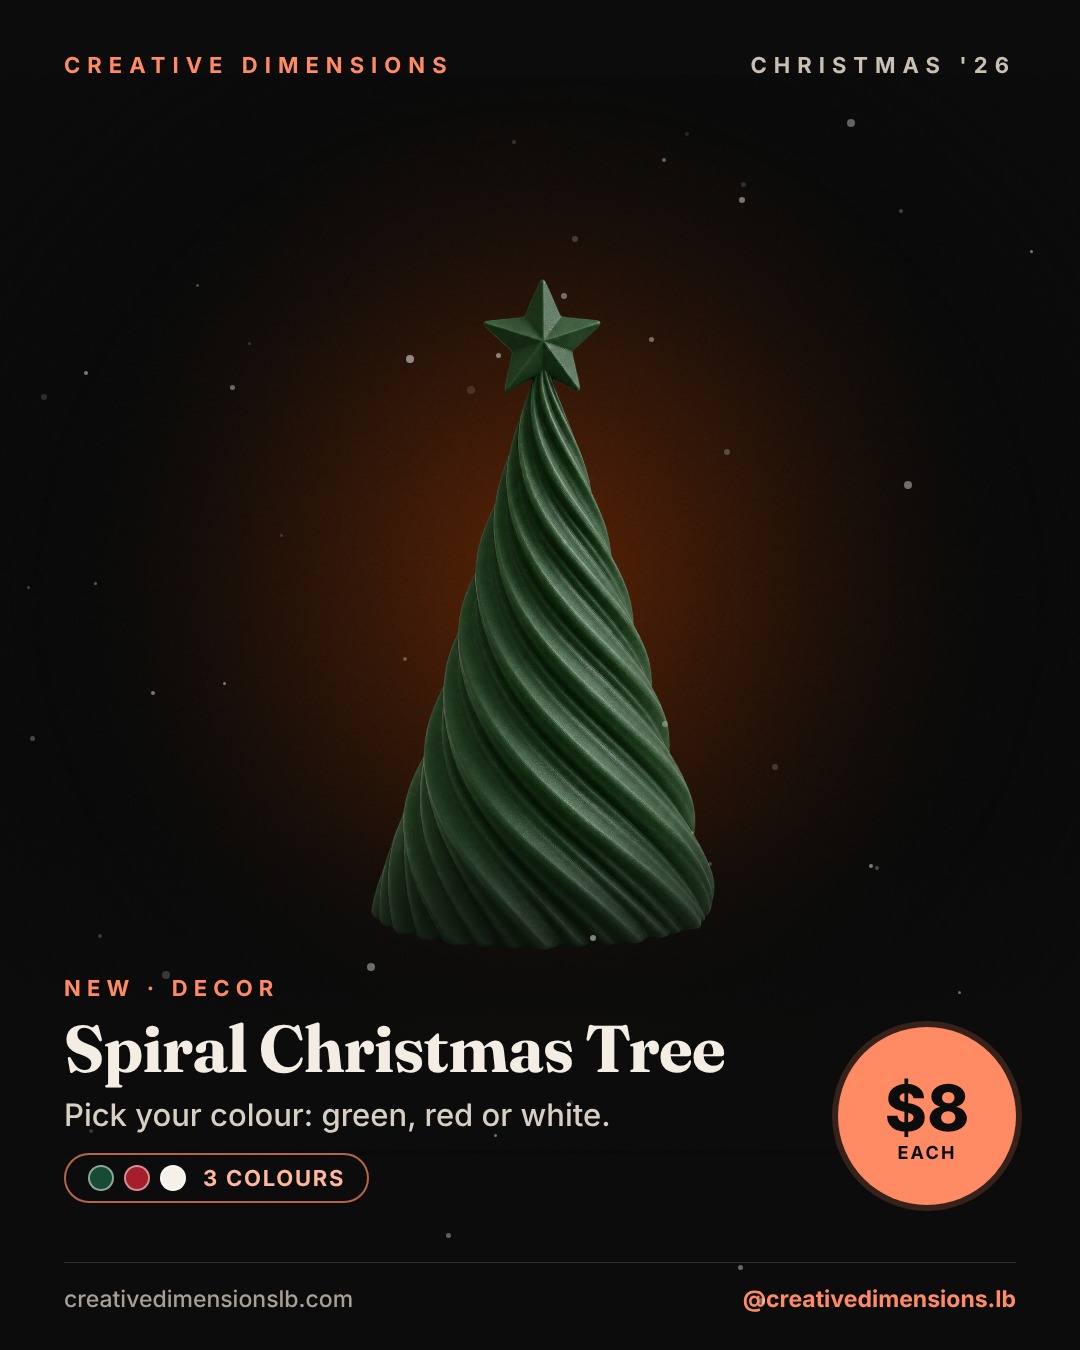 CREATIVE DIMENSIONS
CHRISTMAS '26
NEW · DECOR
Spiral Christmas Tree
Pick your colour: green, red or white.
3 COLOURS
$8
EACH
creativedimensionslb.com
@creativedimensions.lb